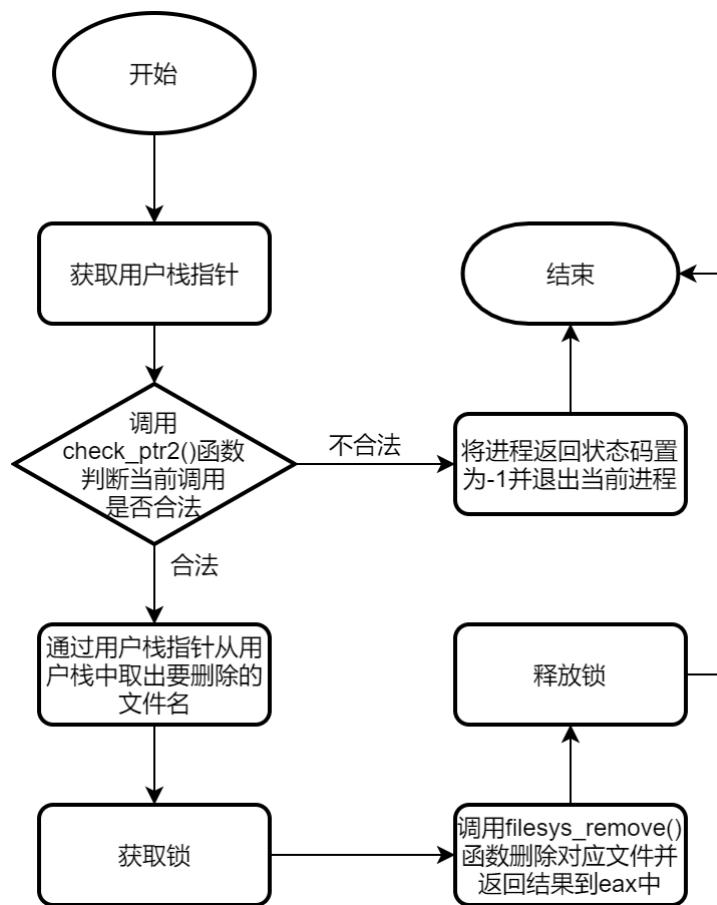 开始
获取用户栈指针
结束
调用
check_ptr2()函数
判断当前调用
是否合法
不合法
将进程返回状态码置
为-1并退出当前进程
合法
通过用户栈指针从用
户栈中取出要删除的
文件名
释放锁
获取锁
调用filesys_remove()
函数删除对应文件并
返回结果到eax中